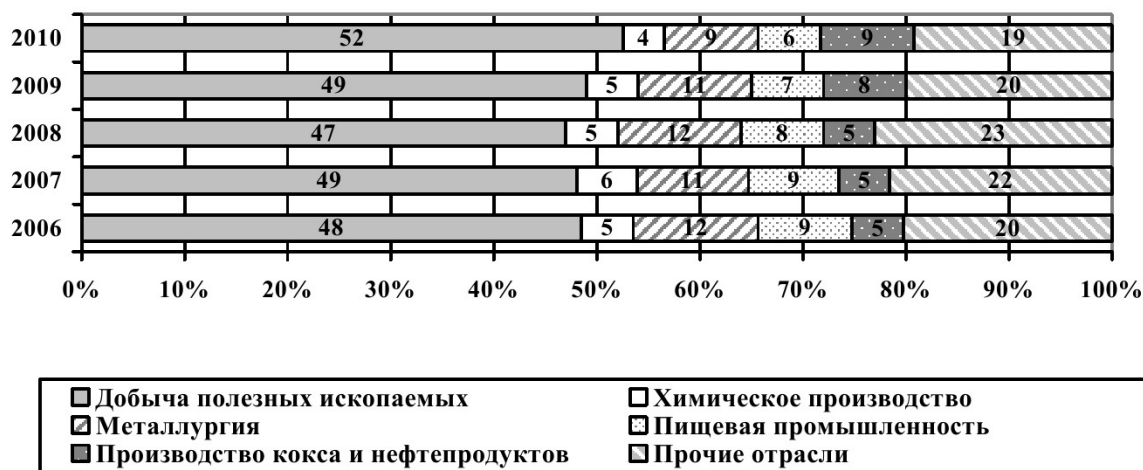 2010 52 4 9 6 9 19
2009 49 5 11 7 8 20
2008 47 5 12 8 5 23
2007 49 6 11 9 5 22
2006 48 5 12 9 5 20
0% 10% 20% 30% 40% 50% 60% 70% 80% 90% 100%
Добыча полезных ископаемых Химическое производство
Металлургия Пищевая промышленность
Производство кокса и нефтепродуктов Прочие отрасли